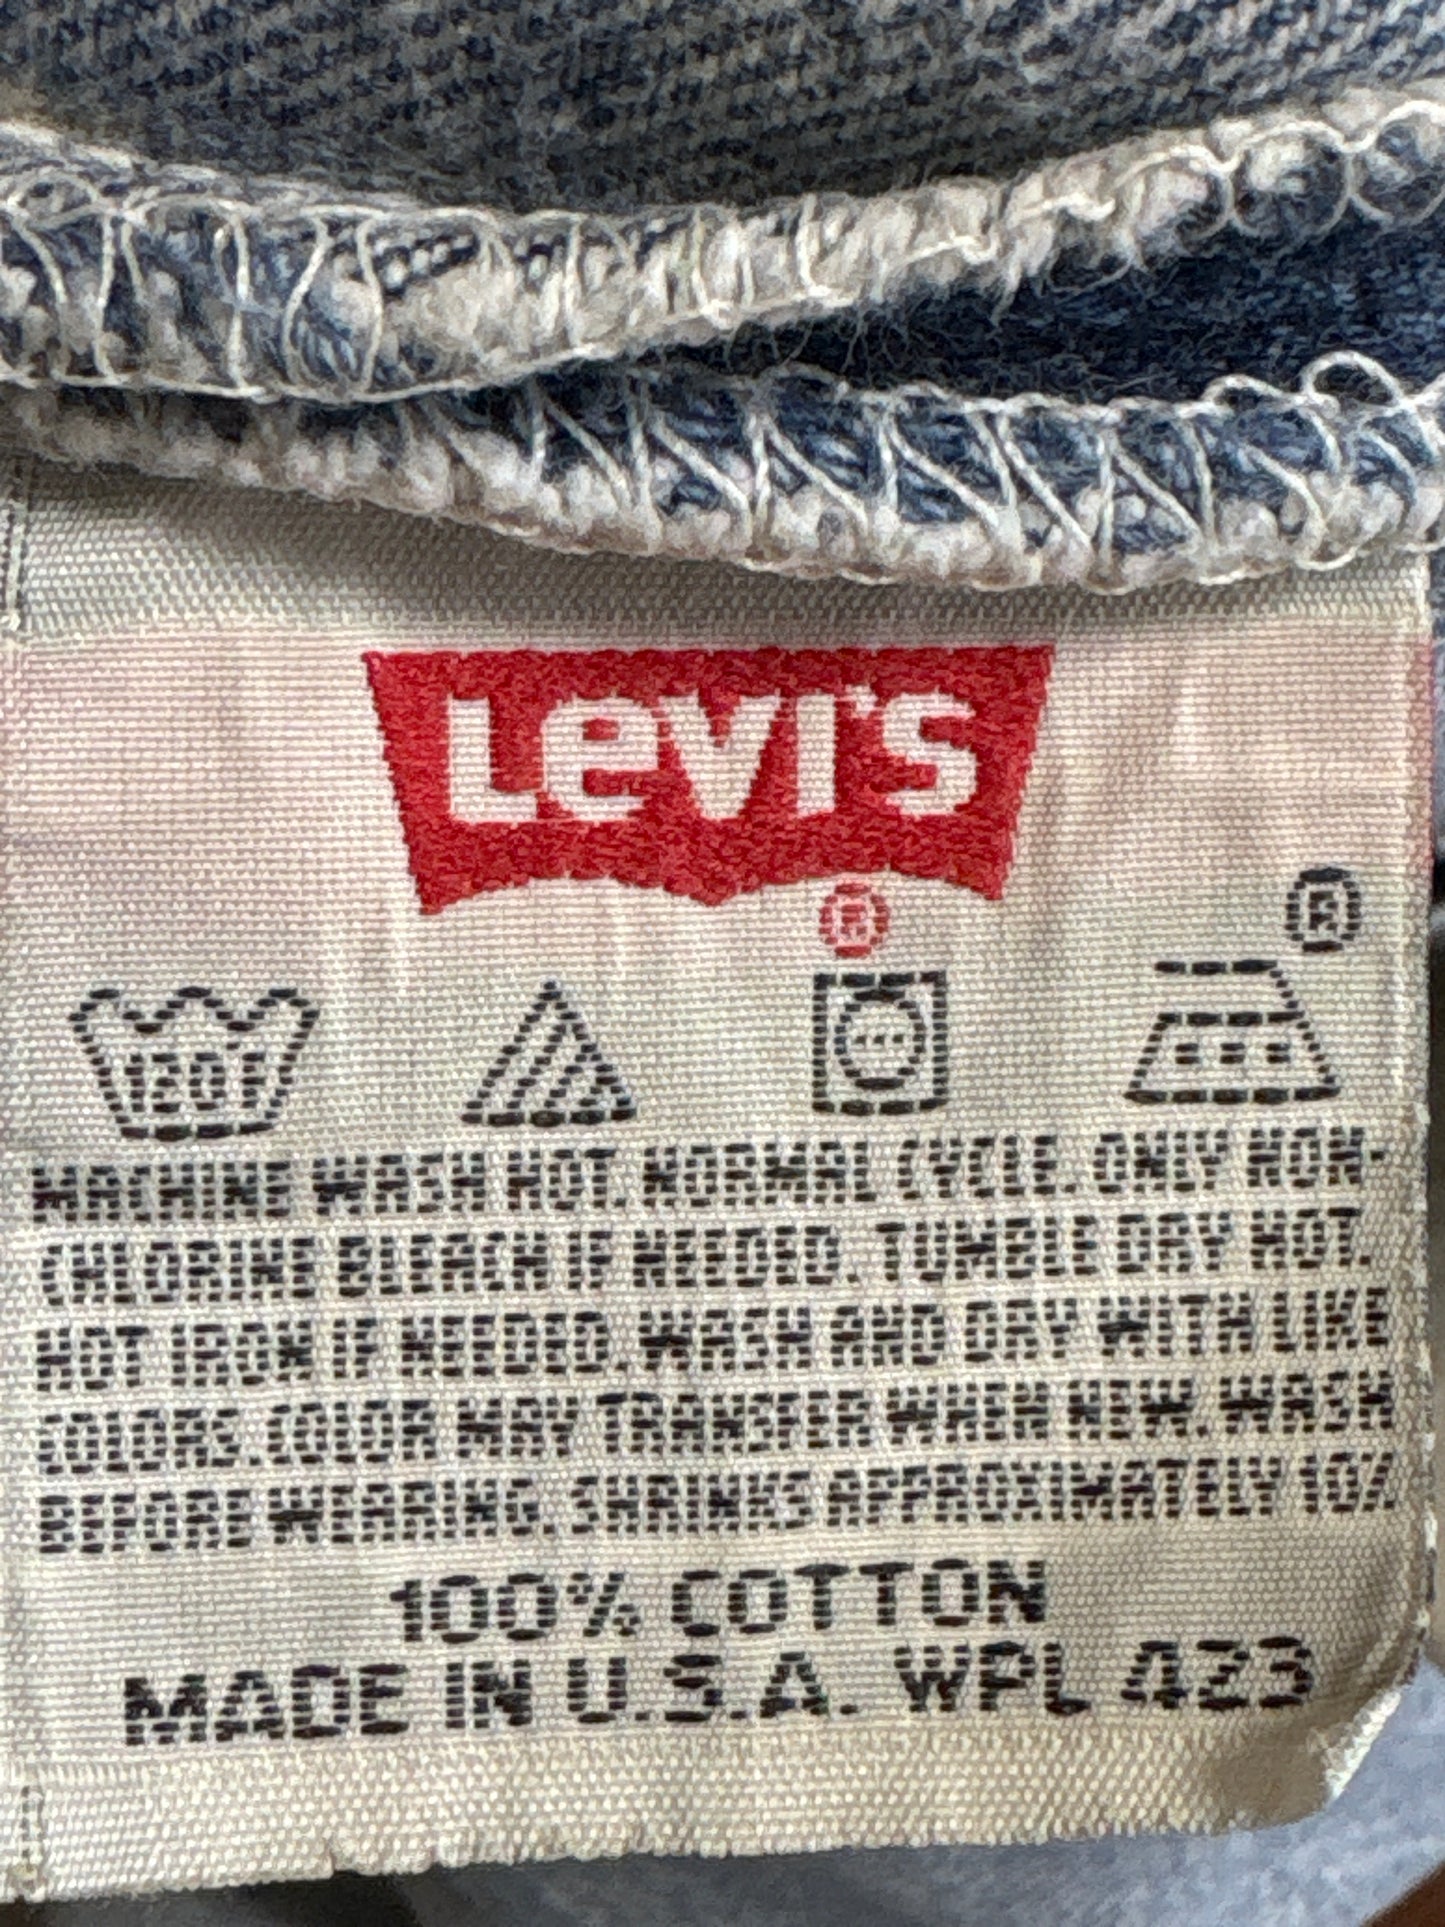 Levi's
®
®
120F
MACHINE WASH HOT. NORMAL CYCLE. ONLY NON-
CHLORINE BLEACH IF NEEDED. TUMBLE DRY HOT.
HOT IRON IF NEEDED. WASH AND DRY WITH LIKE
COLORS. COLOR MAY TRANSFER WHEN NEW. WASH
BEFORE WEARING. SHRINKS APPROXIMATELY 10%
100% COTTON
MADE IN U.S.A. WPL 423